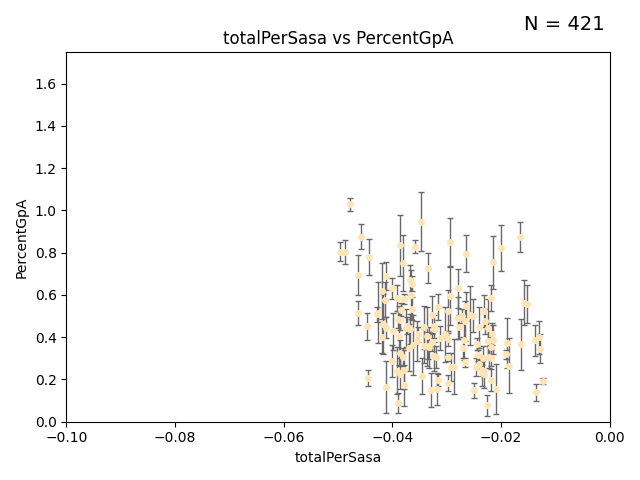 N = 421
totalPerSasa vs PercentGpA
PercentGpA
1.6
1.4
1.2
1.0
0.8
0.6
0.4
0.2
0.0
−0.10 −0.08 −0.06 −0.04 −0.02 0.00
totalPerSasa